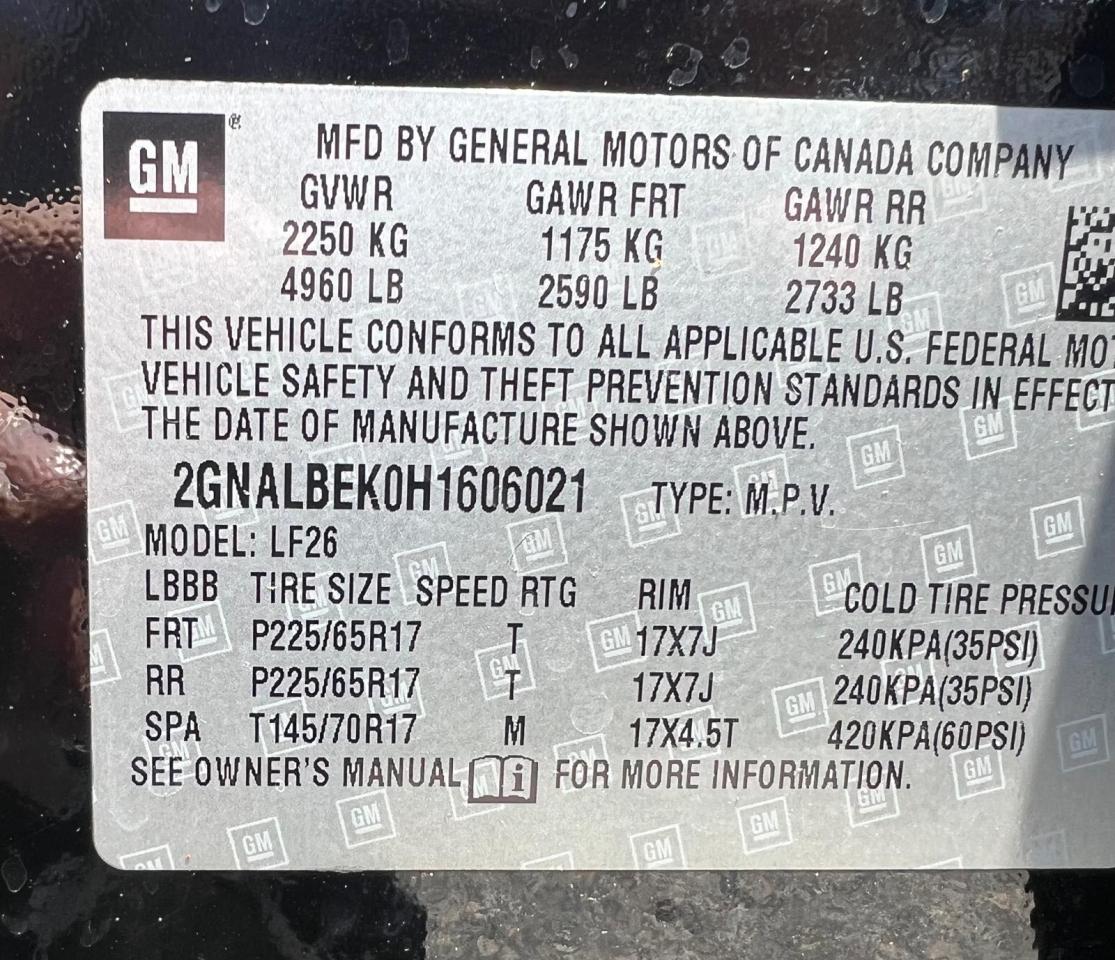 GM
MFD BY GENERAL MOTORS OF CANADA COMPANY
GVWR GAWR FRT GAWR RR
2250 KG 1175 KG 1240 KG
4960 LB 2590 LB 2733 LB
THIS VEHICLE CONFORMS TO ALL APPLICABLE U.S. FEDERAL MOT
VEHICLE SAFETY AND THEFT PREVENTION STANDARDS IN EFFECT
THE DATE OF MANUFACTURE SHOWN ABOVE.
2GNALBEK0H1606021 TYPE: M.P.V.
MODEL: LF26
LBBB TIRE SIZE SPEED RTG RIM COLD TIRE PRESSU
FRT P225/65R17 T 17X7J 240KPA(35PSI)
RR P225/65R17 T 17X7J 240KPA(35PSI)
SPA T145/70R17 M 17X4.5T 420KPA(60PSI)
SEE OWNER'S MANUAL i FOR MORE INFORMATION.